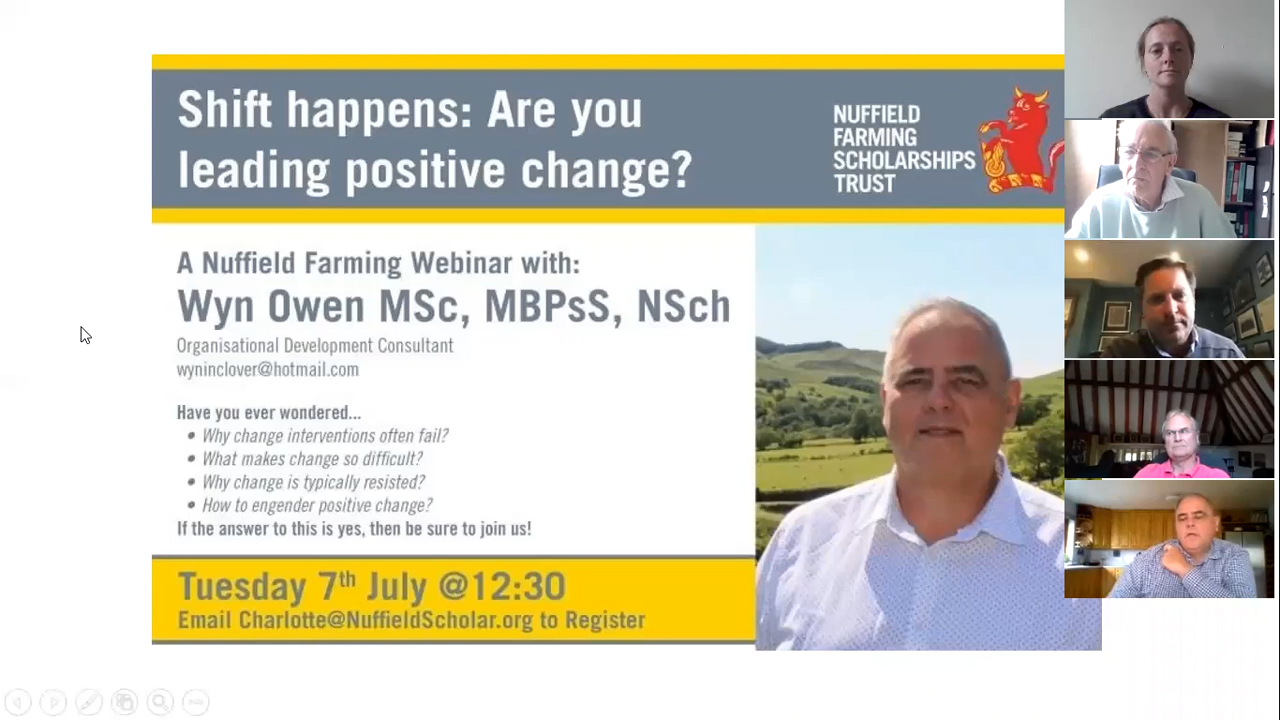 Shift happens: Are you
leading positive change?
NUFFIELD
FARMING
SCHOLARSHIPS
TRUST
A Nuffield Farming Webinar with:
Wyn Owen MSc, MBPsS, NSch
Organisational Development Consultant
wyninclover@hotmail.com
Have you ever wondered...
• Why change interventions often fail?
• What makes change so difficult?
• Why change is typically resisted?
• How to engender positive change?
If the answer to this is yes, then be sure to join us!
Tuesday 7th July @12:30
Email Charlotte@NuffieldScholar.org to Register